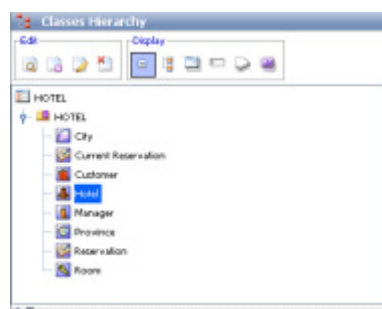 Classes Hierarchy
Edit Display
HOTEL
HOTEL
City
Current Reservation
Customer
Hotel
Manager
Province
Reservation
Room